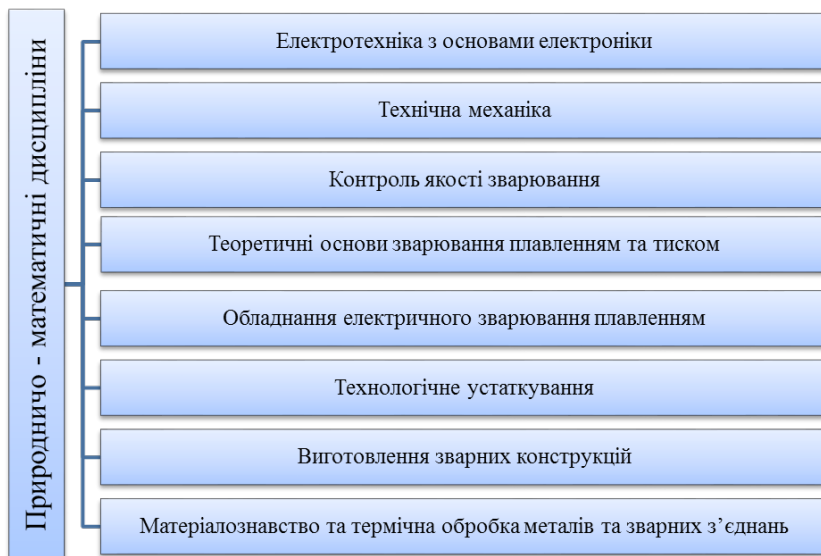 Природничо - математичні дисципліни
Електротехніка з основами електроніки
Технічна механіка
Контроль якості зварювання
Теоретичні основи зварювання плавленням та тиском
Обладнання електричного зварювання плавленням
Технологічне устаткування
Виготовлення зварних конструкцій
Матеріалознавство та термічна обробка металів та зварних з’єднань